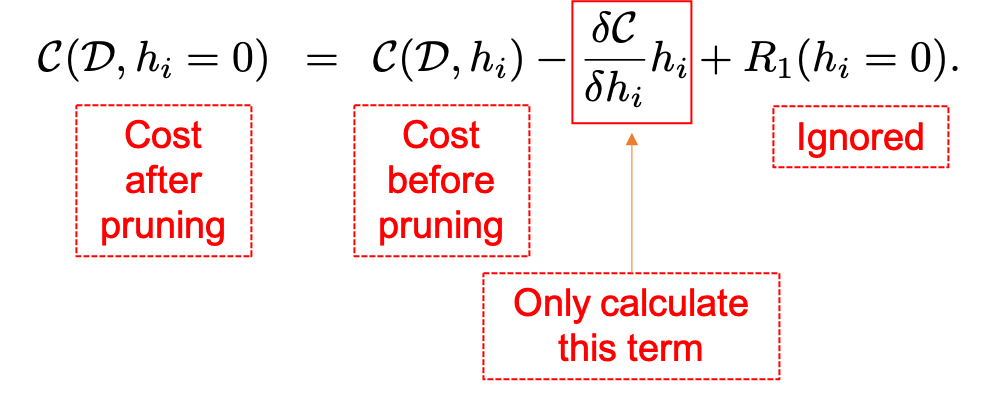 𝒞(𝒟, hᵢ = 0) = 𝒞(𝒟, hᵢ) − δ𝒞/δhᵢ hᵢ + R₁(hᵢ = 0).
Cost
after
pruning
Cost
before
pruning
Ignored
Only calculate
this term